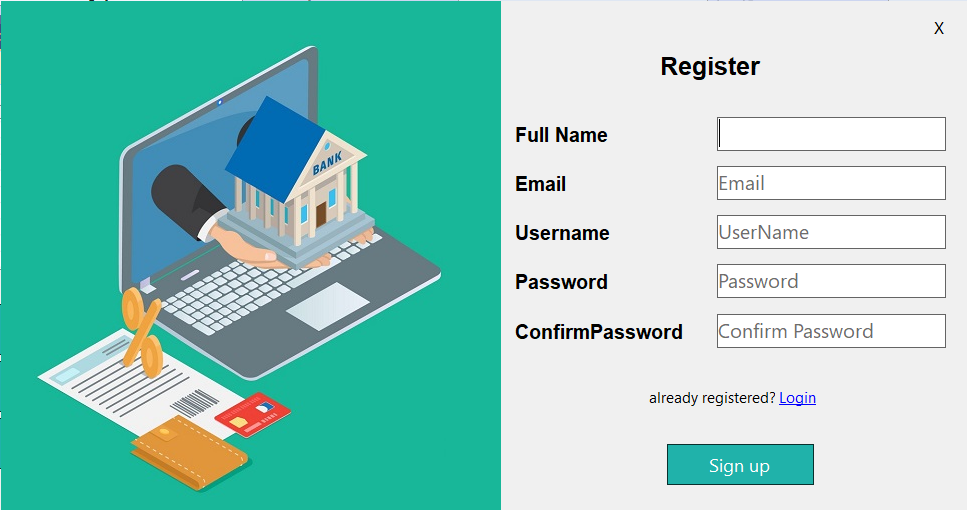 X
Register
Full Name
Email Email
Username UserName
Password Password
ConfirmPassword Confirm Password
already registered? Login
Sign up
BANK